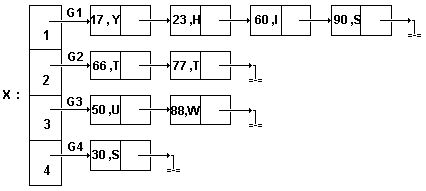 G1 17,Y 23,H 60,I 90,S
1
G2 66,T 77,T
2
X : G3 50,U 88,W
3
G4 30,S
4